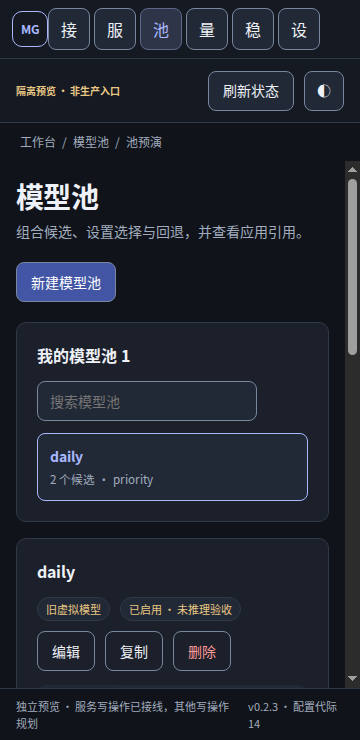 MG 接 服 池 量 稳 设
隔离预览 · 非生产入口 刷新状态
工作台 / 模型池 / 池预演
模型池
组合候选、设置选择与回退，并查看应用引用。
新建模型池
我的模型池 1
搜索模型池
daily
2 个候选 · priority
daily
旧虚拟模型 已启用 · 未推理验收
编辑 复制 删除
独立预览 · 服务写操作已接线，其他写操作
规划
v0.2.3 · 配置代际
14